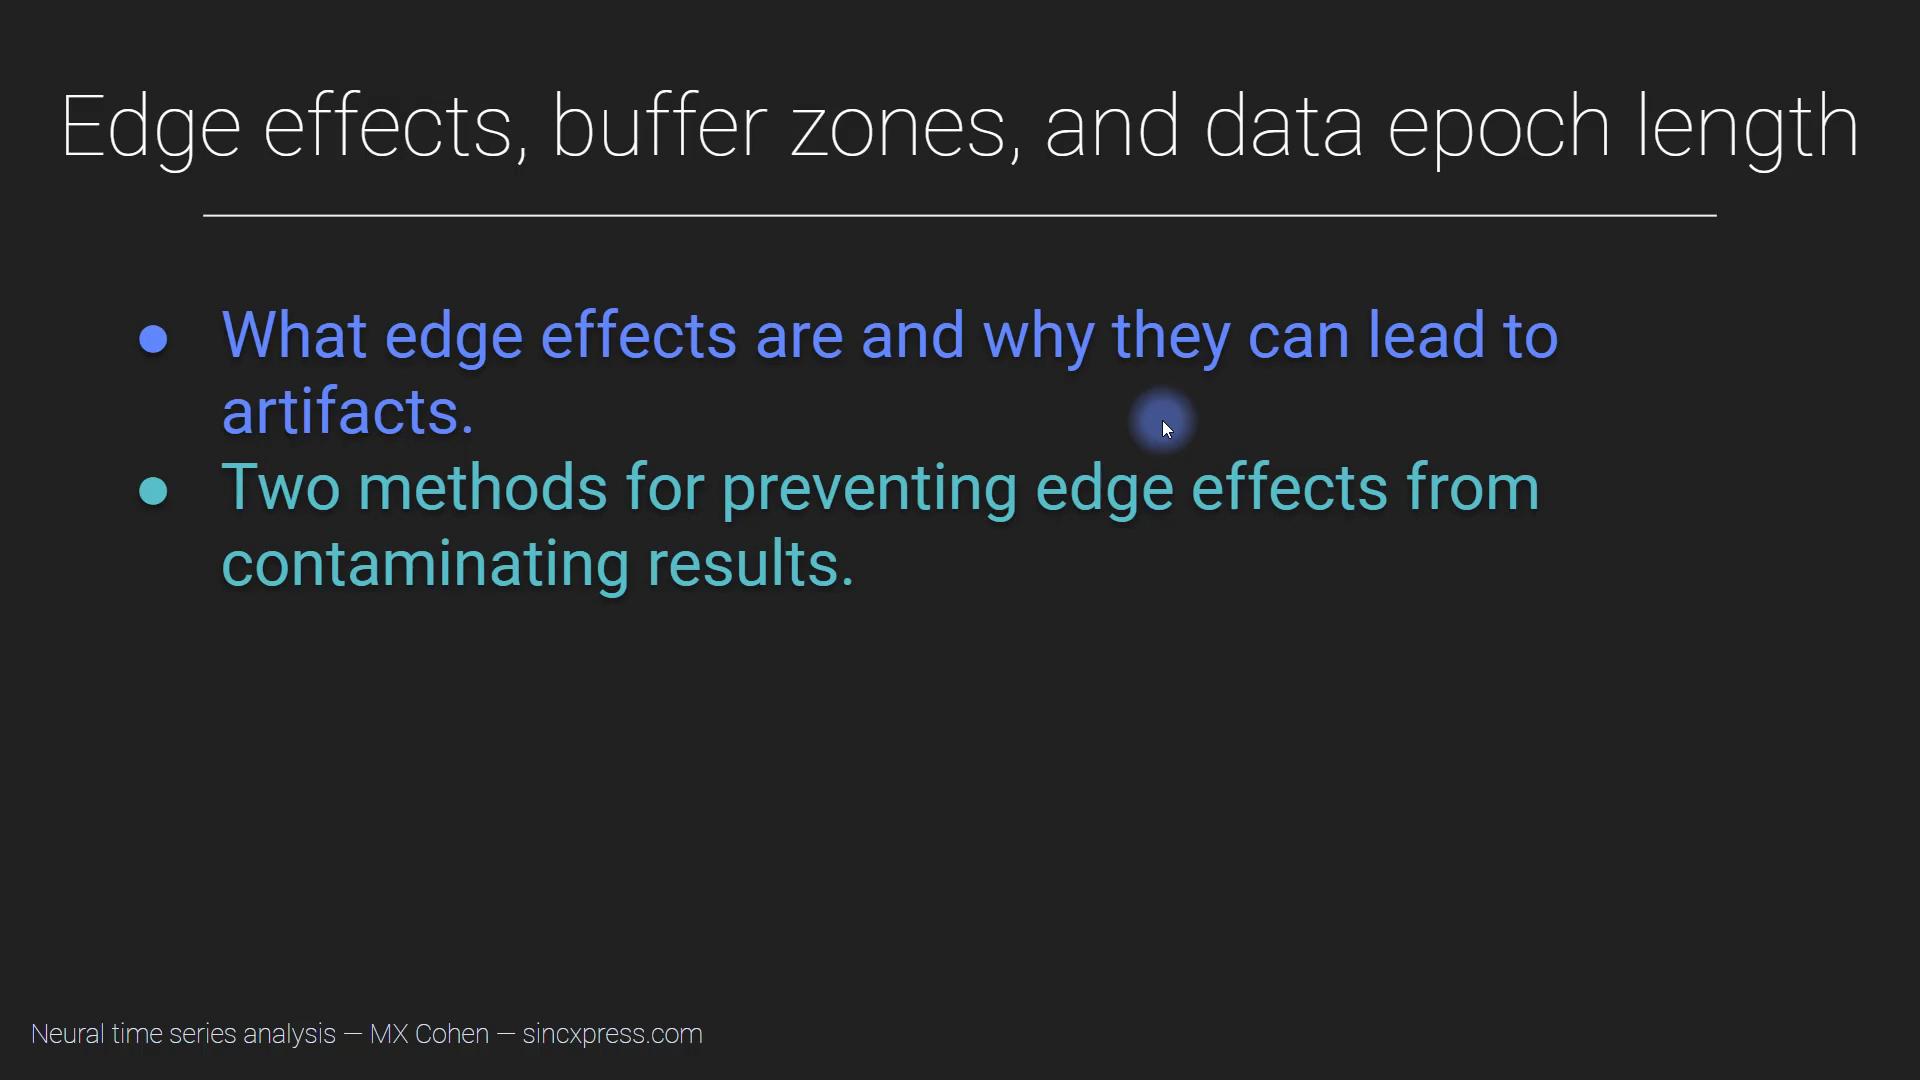 Edge effects, buffer zones, and data epoch length
● What edge effects are and why they can lead to
artifacts.
● Two methods for preventing edge effects from
contaminating results.
Neural time series analysis — MX Cohen — sincxpress.com